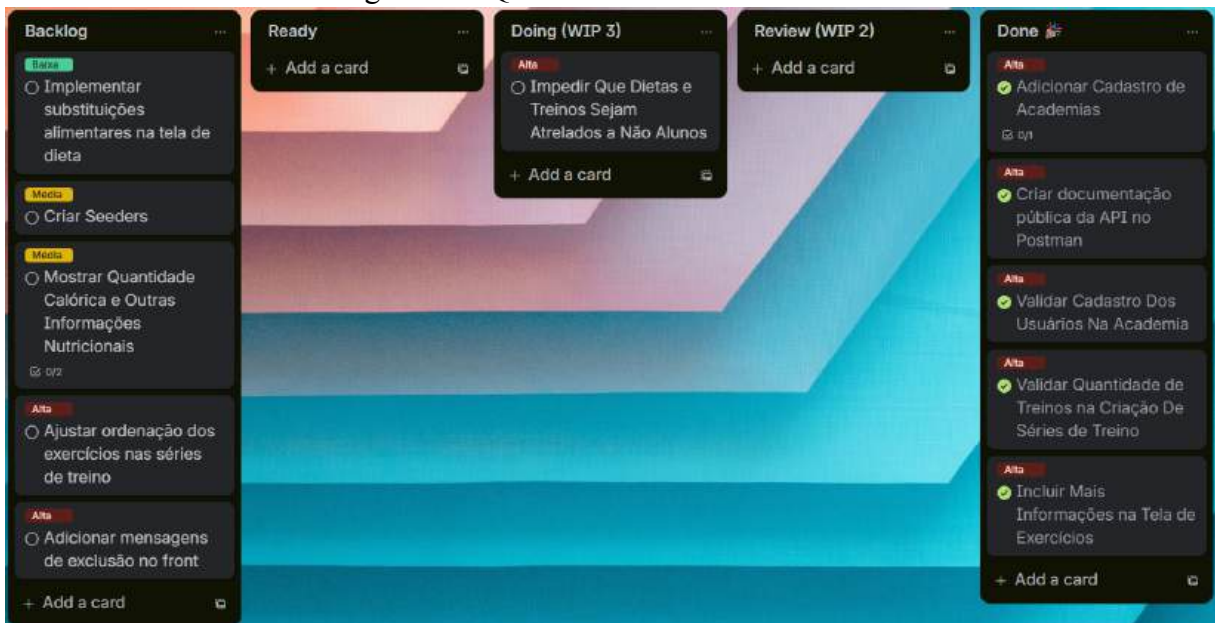 Backlog
Baixa
Implementar
substituições
alimentares na tela de
dieta
Média
Criar Seeders
Média
Mostrar Quantidade
Calórica e Outras
Informações
Nutricionais
0/2
Alta
Ajustar ordenação dos
exercícios nas séries
de treino
Alta
Adicionar mensagens
de exclusão no front
+ Add a card
Ready
+ Add a card
Doing (WIP 3)
Alta
Impedir Que Dietas e
Treinos Sejam
Atrelados a Não Alunos
+ Add a card
Review (WIP 2)
+ Add a card
Done 🎉
Alta
Adicionar Cadastro de
Academias
0/1
Alta
Criar documentação
pública da API no
Postman
Alta
Validar Cadastro Dos
Usuários Na Academia
Alta
Validar Quantidade de
Treinos na Criação De
Séries de Treino
Alta
Incluir Mais
Informações na Tela de
Exercícios
+ Add a card